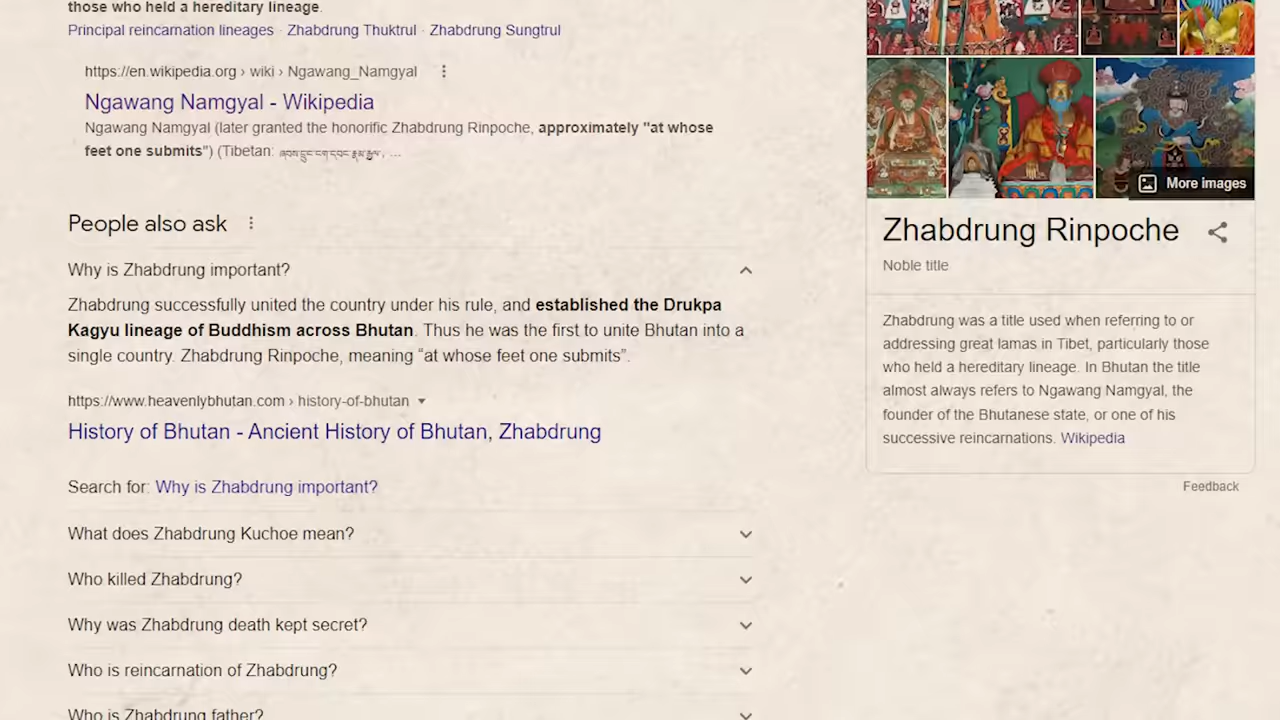 those who held a hereditary lineage.
Principal reincarnation lineages · Zhabdrung Thuktrul · Zhabdrung Sungtrul
https://en.wikipedia.org › wiki › Ngawang_Namgyal
Ngawang Namgyal - Wikipedia
Ngawang Namgyal (later granted the honorific Zhabdrung Rinpoche, approximately "at whose
feet one submits") (Tibetan: ཞབས་དྲུང་ངག་དབང་རྣམ་རྒྱལ་, ...
People also ask
Why is Zhabdrung important?
Zhabdrung successfully united the country under his rule, and established the Drukpa
Kagyu lineage of Buddhism across Bhutan. Thus he was the first to unite Bhutan into a
single country. Zhabdrung Rinpoche, meaning “at whose feet one submits”.
https://www.heavenlybhutan.com › history-of-bhutan
History of Bhutan - Ancient History of Bhutan, Zhabdrung
Search for: Why is Zhabdrung important?
What does Zhabdrung Kuchoe mean?
Who killed Zhabdrung?
Why was Zhabdrung death kept secret?
Who is reincarnation of Zhabdrung?
Who is Zhabdrung father?
More images
Zhabdrung Rinpoche
Noble title
Zhabdrung was a title used when referring to or
addressing great lamas in Tibet, particularly those
who held a hereditary lineage. In Bhutan the title
almost always refers to Ngawang Namgyal, the
founder of the Bhutanese state, or one of his
successive reincarnations. Wikipedia
Feedback